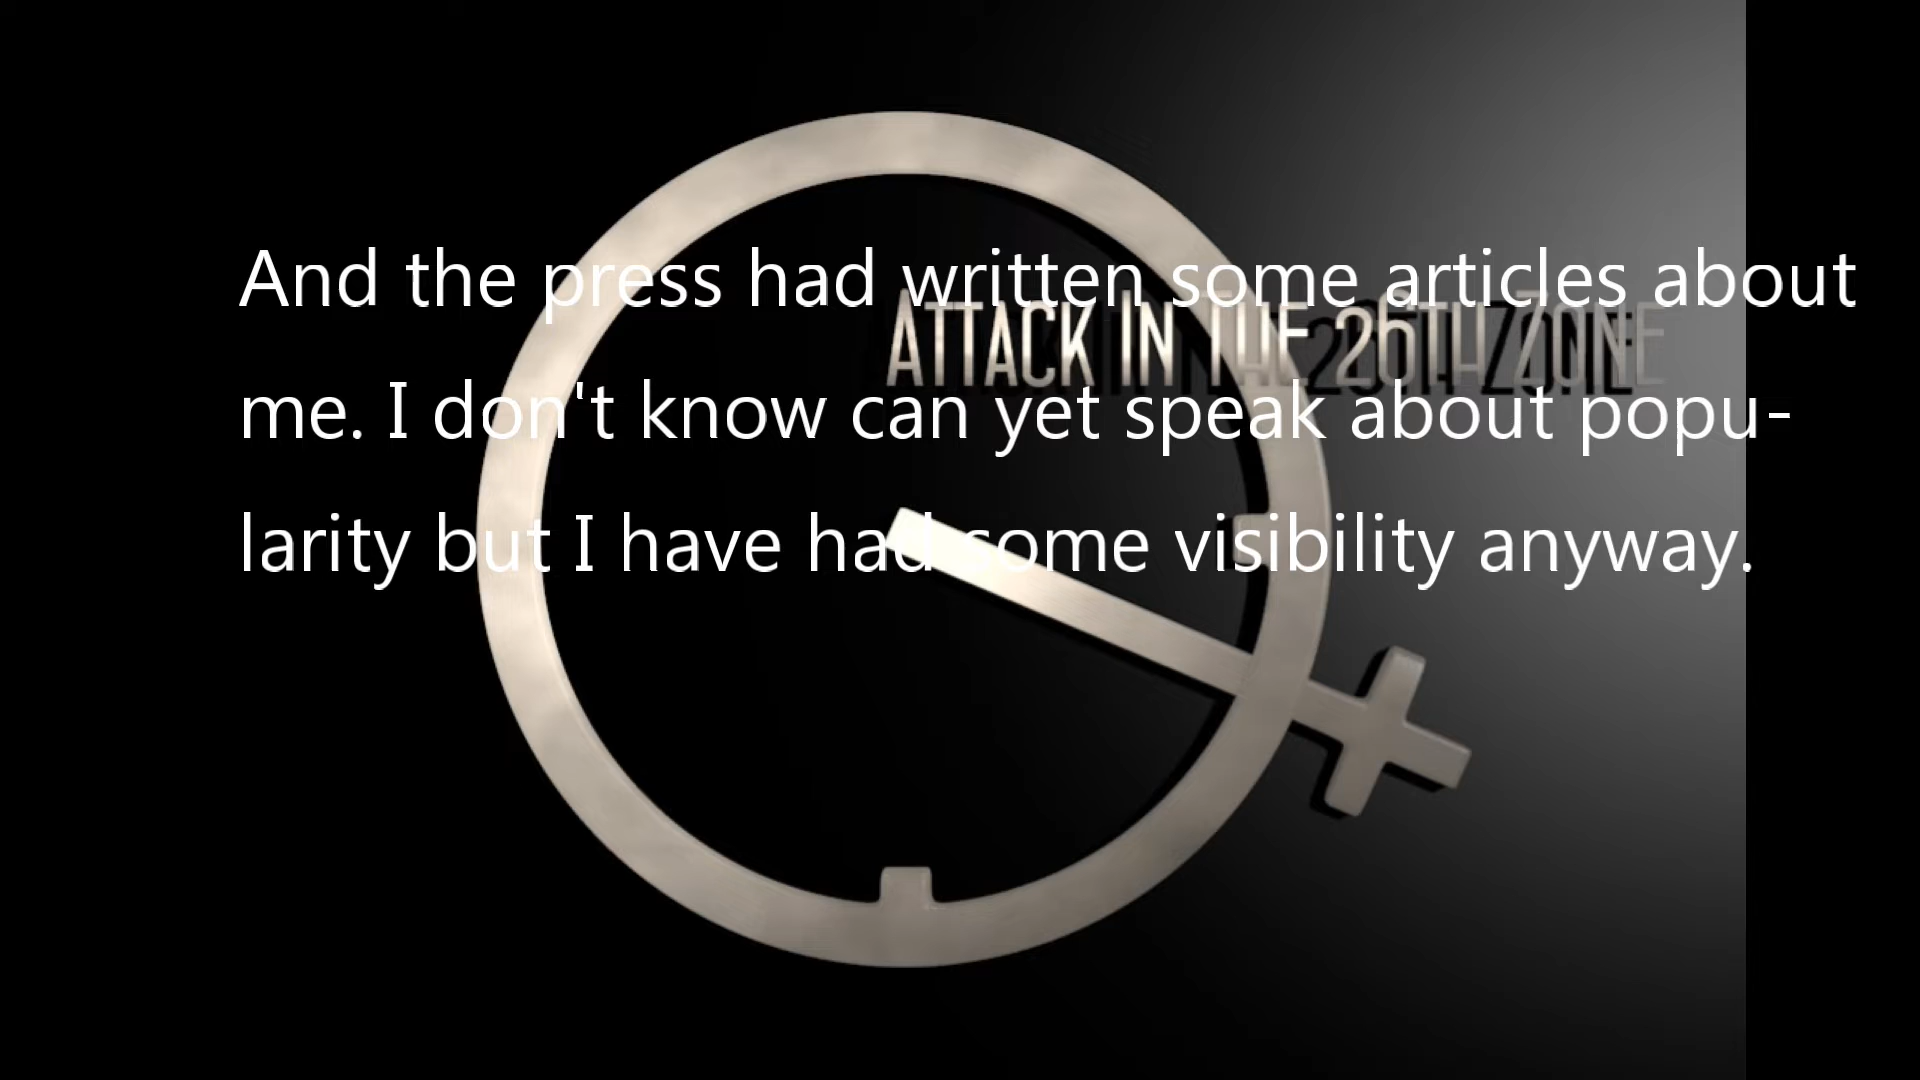 And the press had written some articles about
ATTACK IN THE 26TH ZONE
me. I don't know can yet speak about popu-
larity but I have had some visibility anyway.